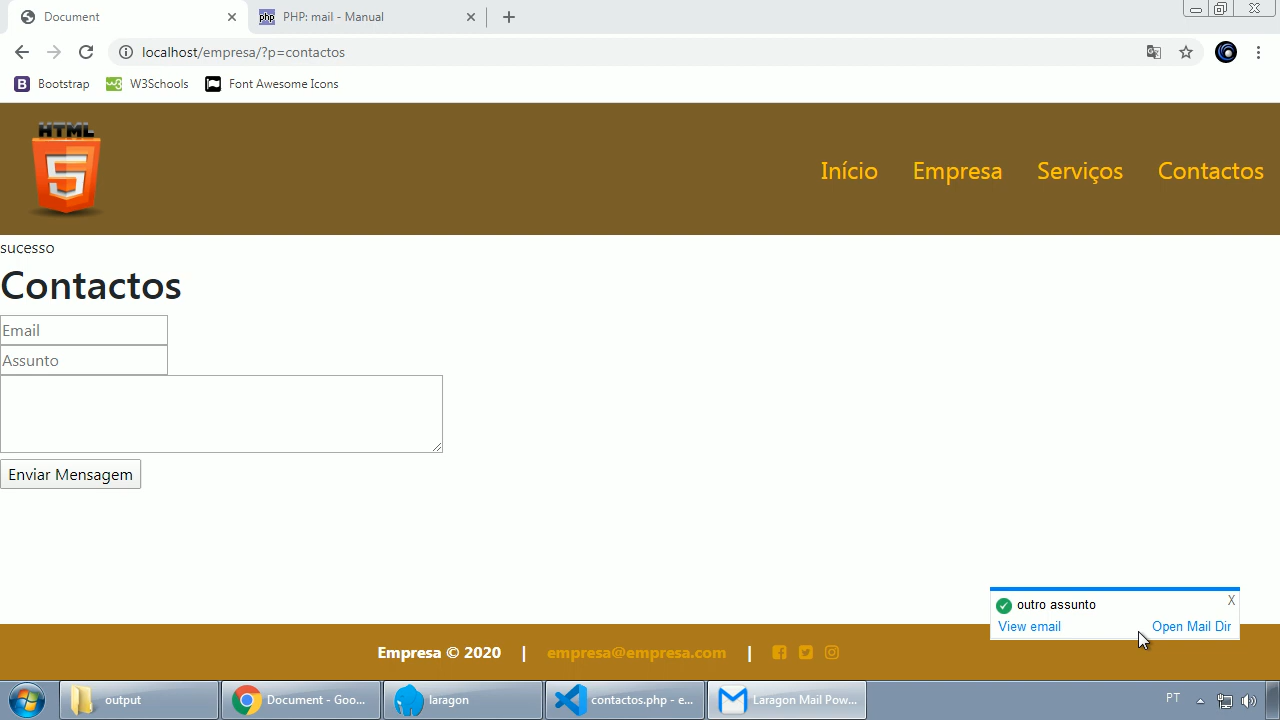 Document
php PHP: mail - Manual
localhost/empresa/?p=contactos
B Bootstrap W3Schools Font Awesome Icons
HTML
5
Início Empresa Serviços Contactos
sucesso
Contactos
Email
Assunto
Enviar Mensagem
outro assunto X
View email Open Mail Dir
Empresa © 2020 | empresa@empresa.com |
output Document - Goo... laragon contactos.php - e... Laragon Mail Pow... PT